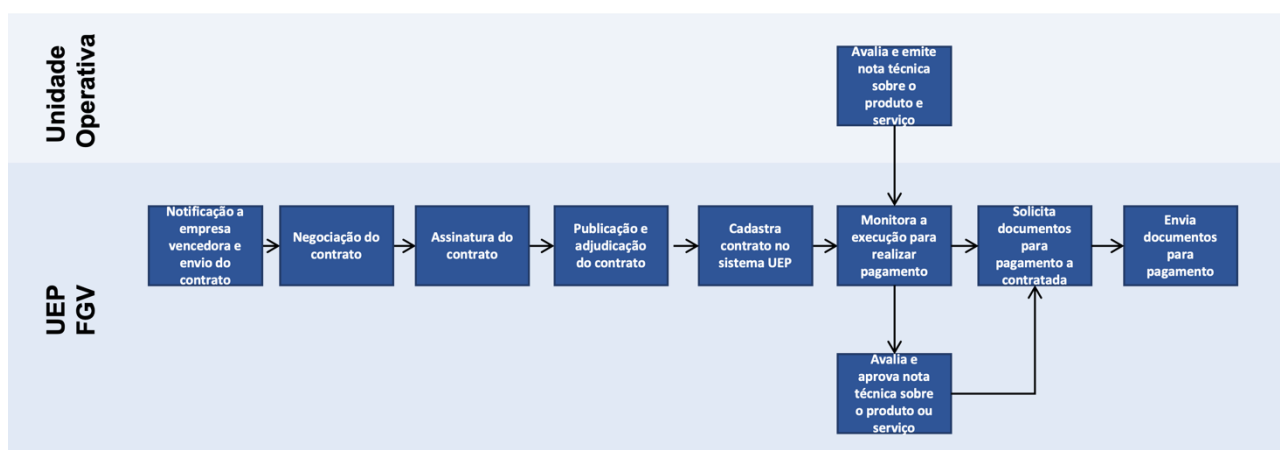 Unidade
Operativa
Avalia e emite
nota técnica
sobre o
produto e
serviço
UEP
FGV
Notificação a
empresa
vencedora e
envio do
contrato
Negociação do
contrato
Assinatura do
contrato
Publicação e
adjudicação
do contrato
Cadastra
contrato no
sistema UEP
Monitora a
execução para
realizar
pagamento
Solicita
documentos
para
pagamento a
contratada
Envia
documentos
para
pagamento
Avalia e
aprova nota
técnica sobre
o produto ou
serviço